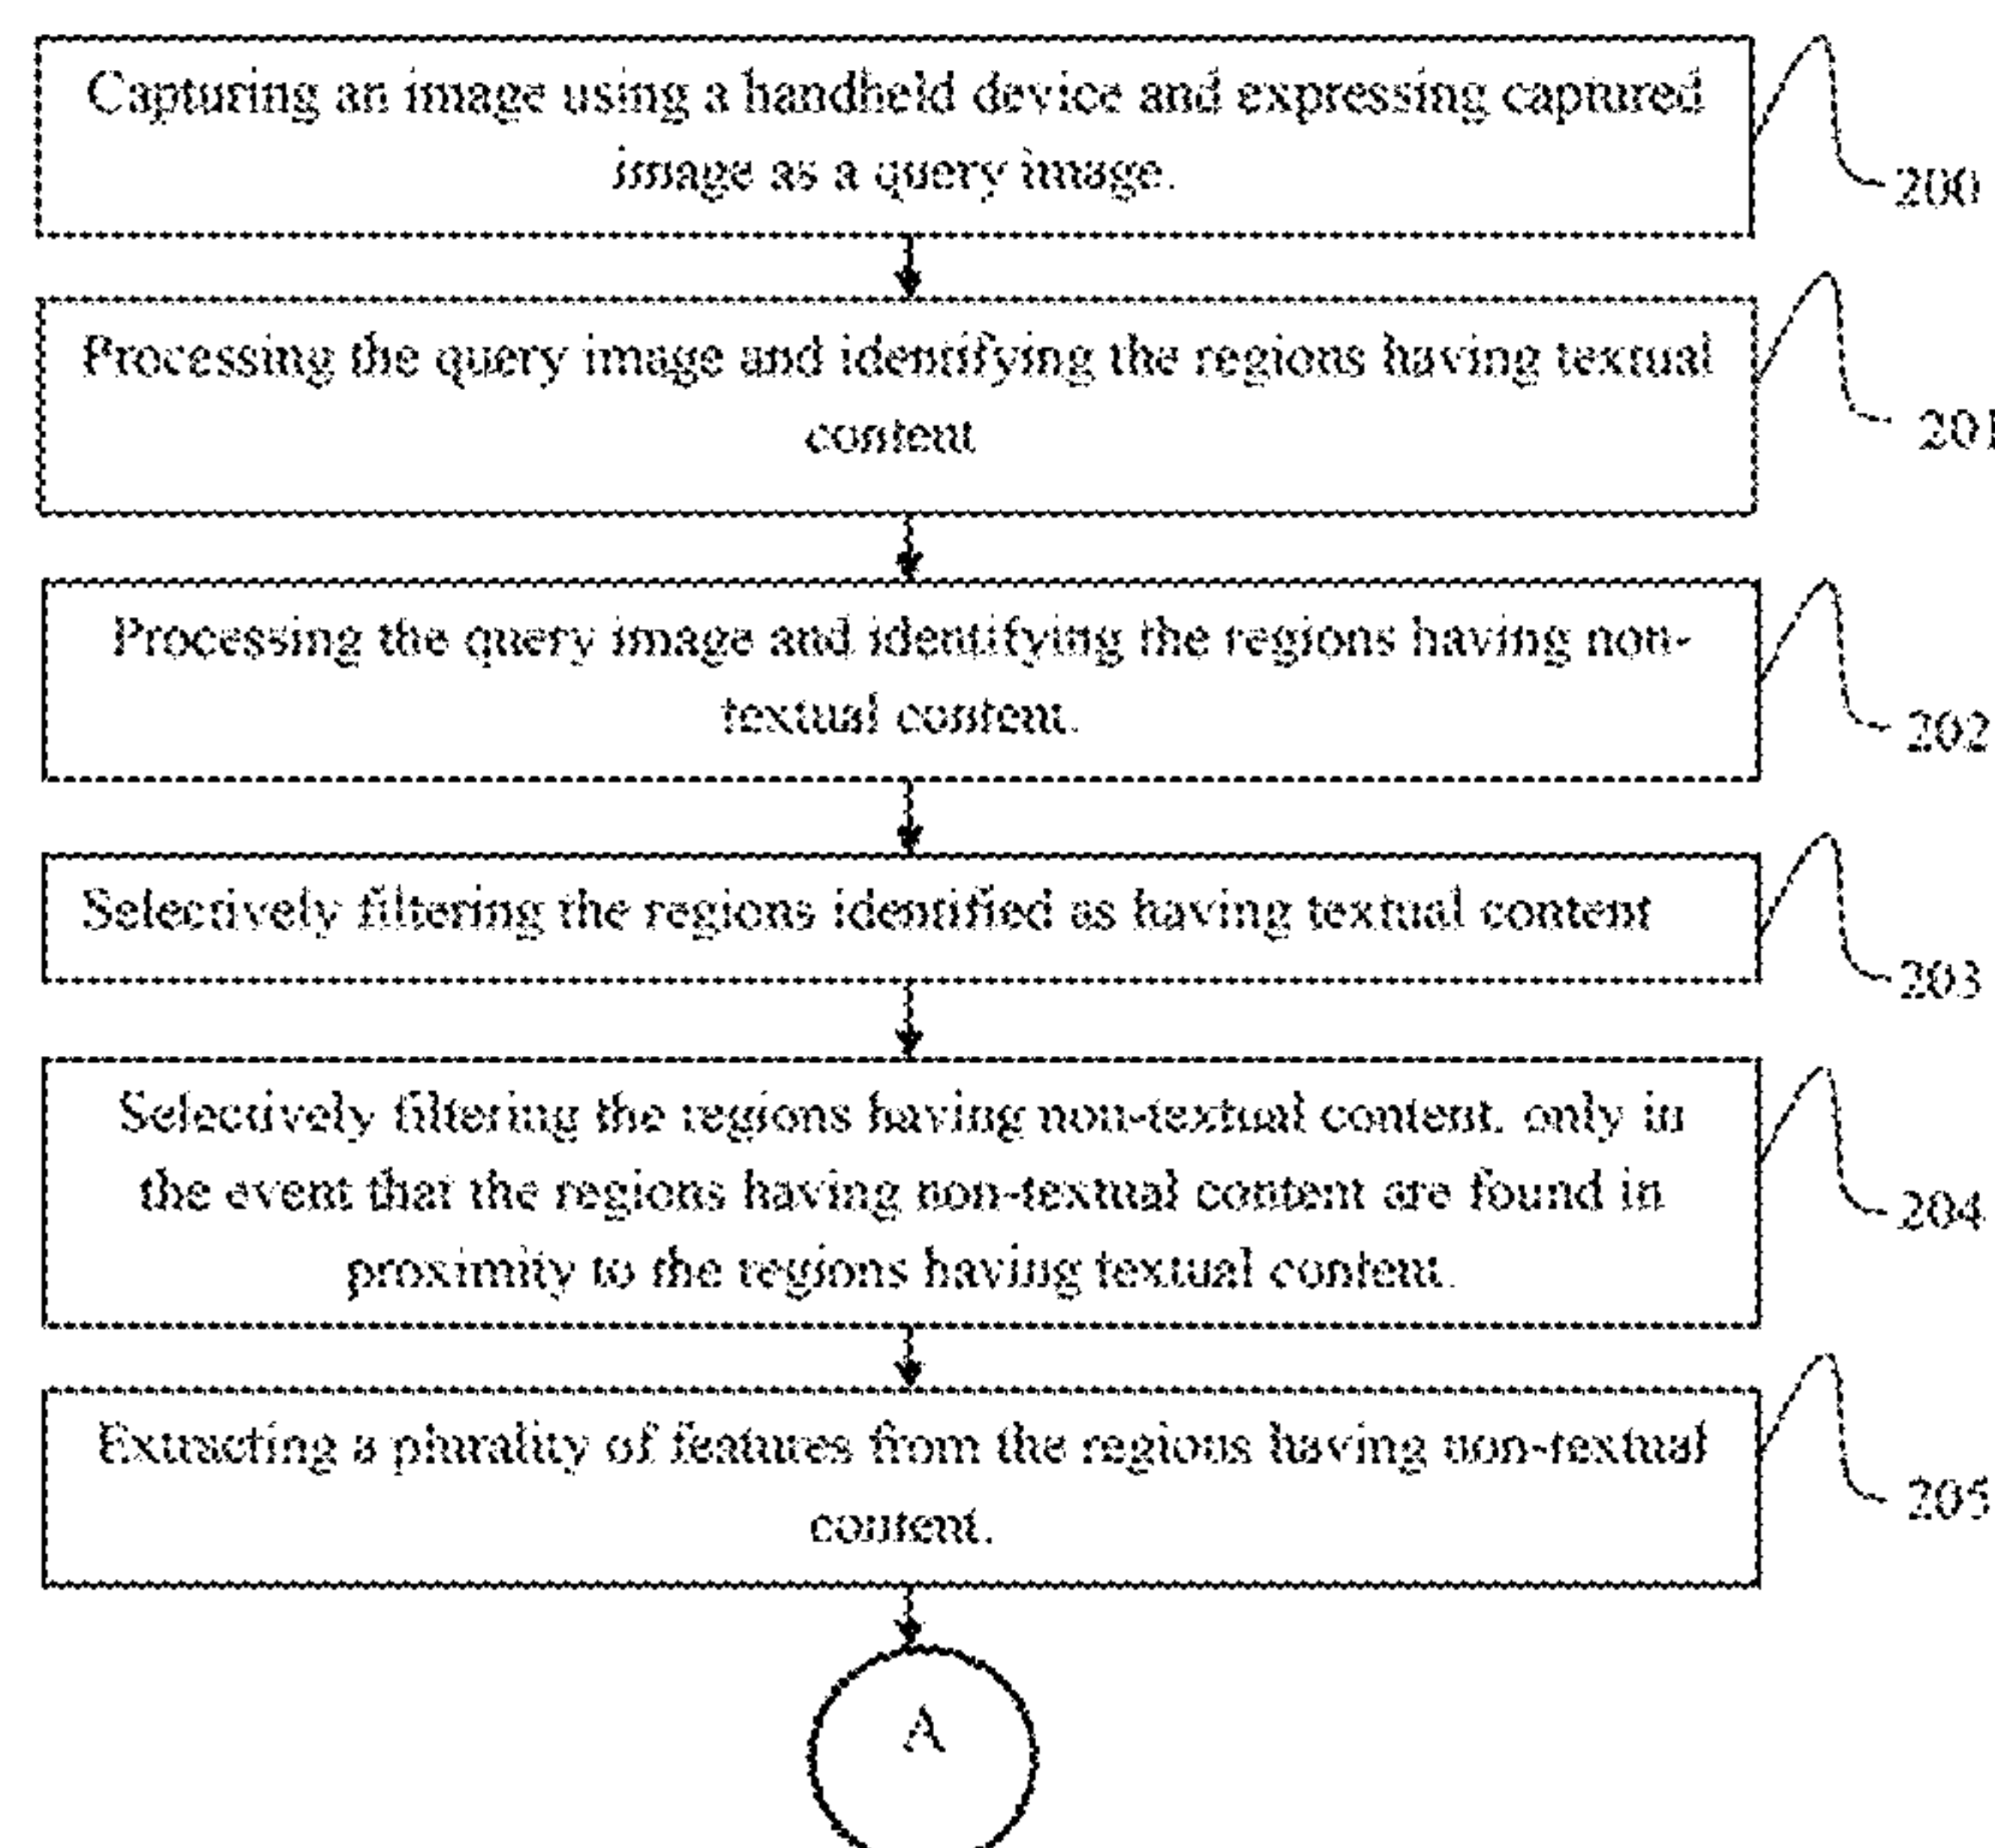 Capturing an image using a handheld device and expressing captured
image as a query image.
200
Processing the query image and identifying the regions having textual
content
201
Processing the query image and identifying the regions having non-
textual content.
202
Selectively filtering the regions identified as having textual content
203
Selectively filtering the regions having non-textual content, only in
the event that the regions having non-textual content are found in
proximity to the regions having textual content.
204
Extracting a plurality of features from the regions having non-textual
content.
205
A